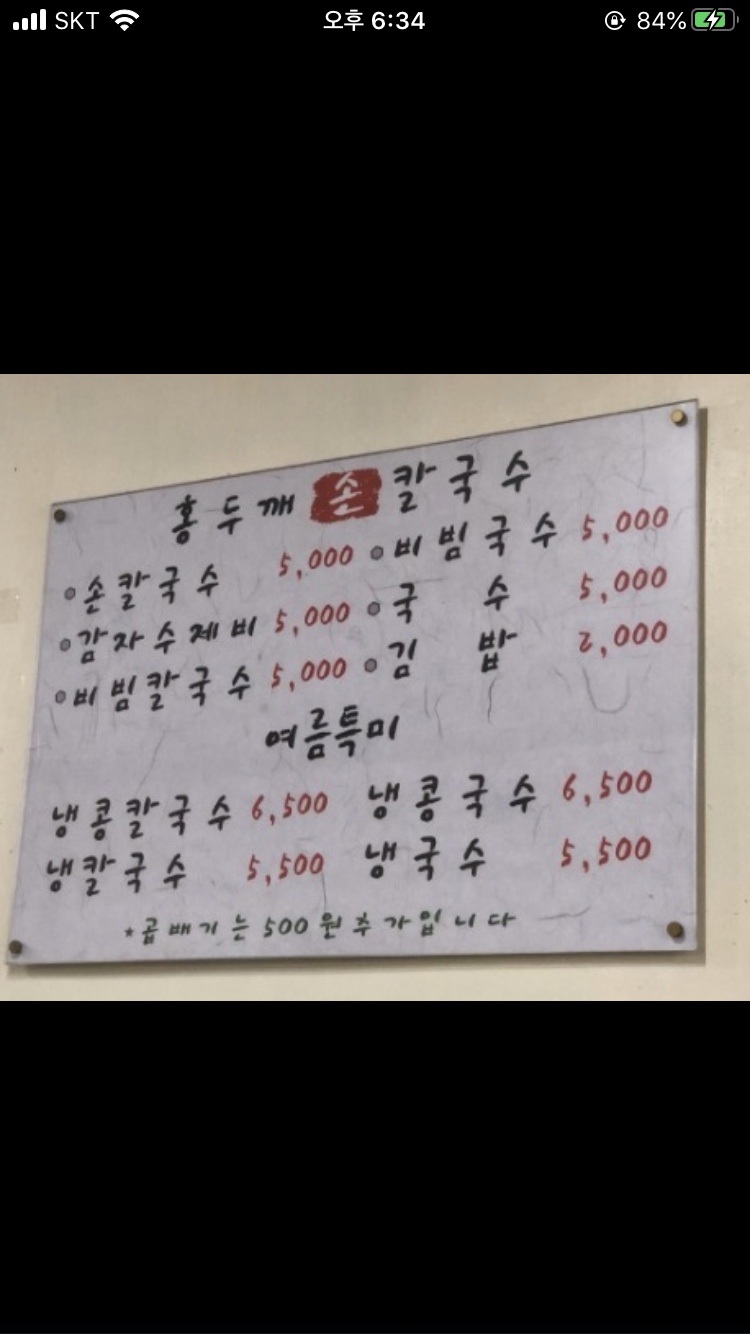 SKT 오후 6:34 84%
홍두깨 손 칼국수
손칼국수 5,000 비빔국수 5,000
감자수제비 5,000 국수 5,000
비빔칼국수 5,000 김밥 2,000
여름특미
냉콩칼국수 6,500 냉콩국수 6,500
냉칼국수 5,500 냉국수 5,500
*곱배기는 500원추가입니다